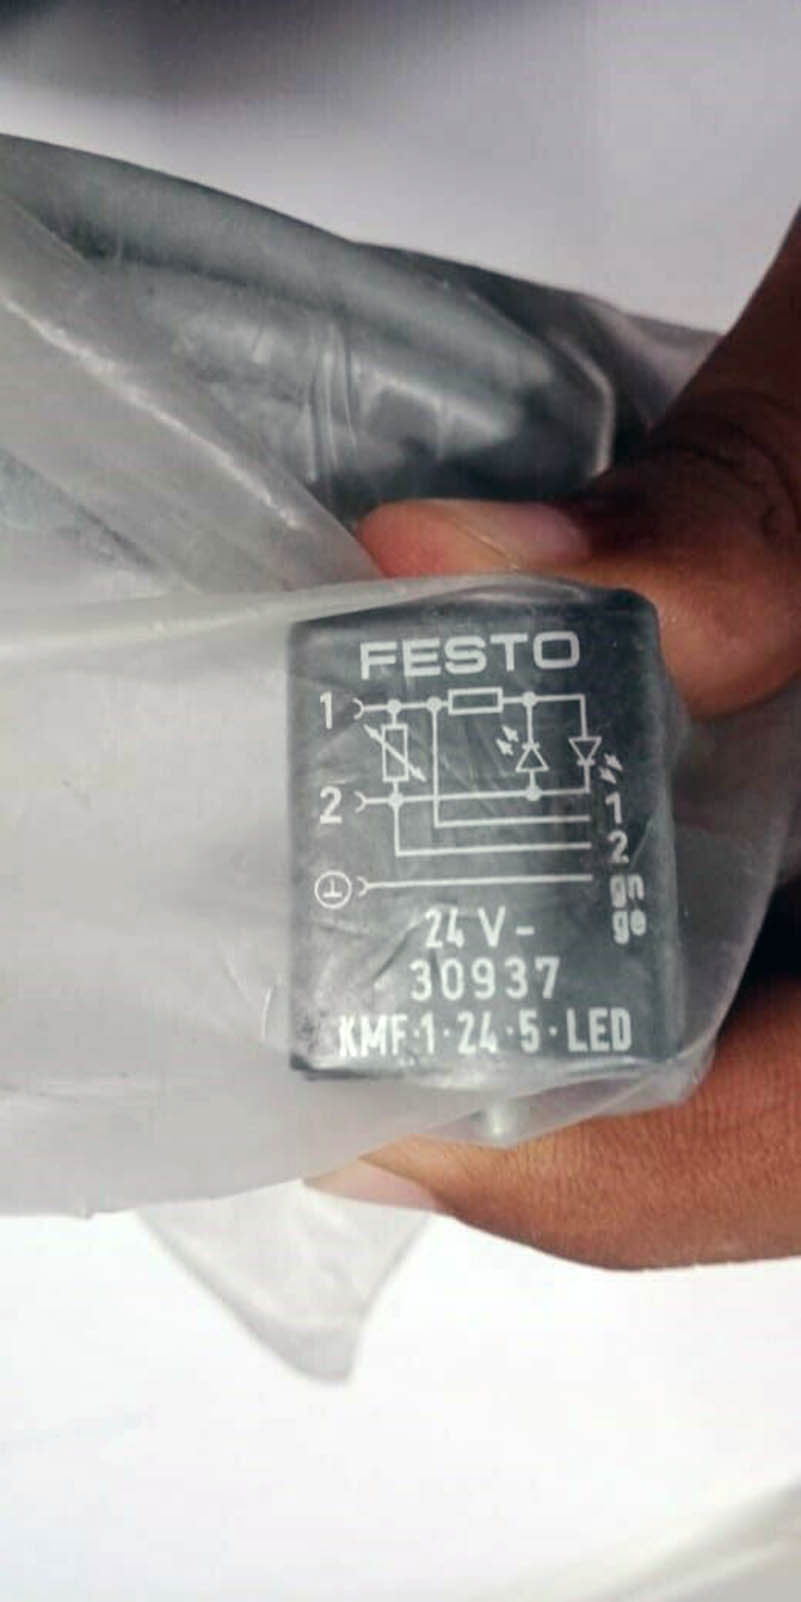 FESTO
1
2
1
2
gn
ge
24 V-
30937
KMF·1·24·5·LED